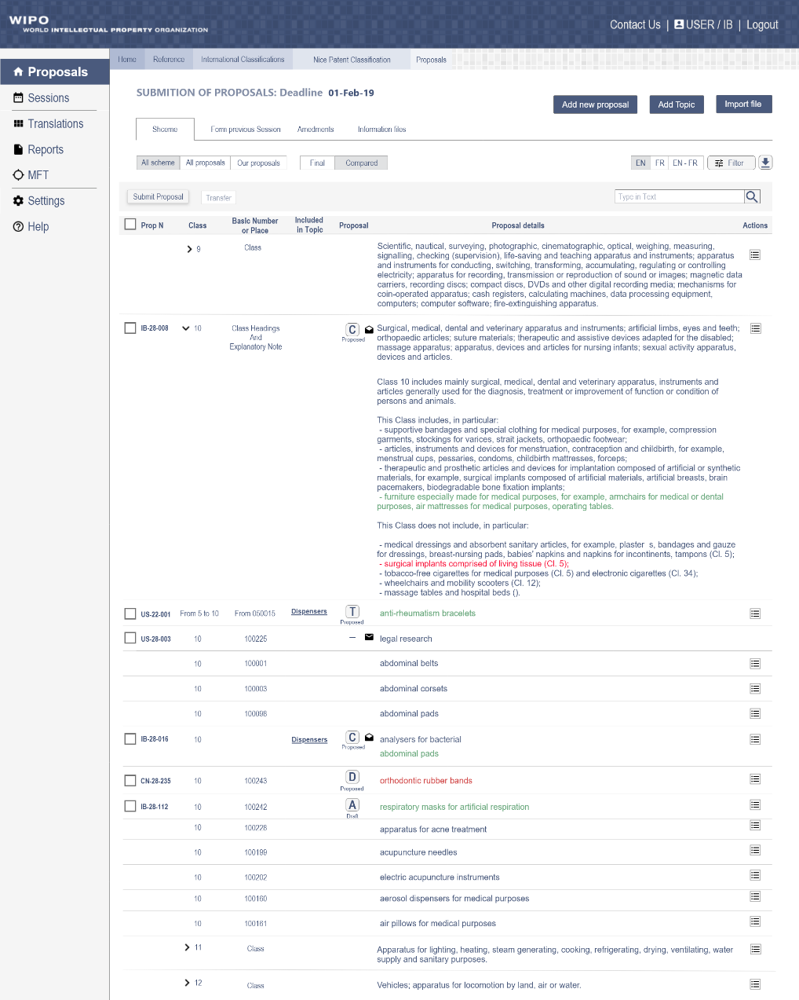 WIPO
WORLD INTELLECTUAL PROPERTY ORGANIZATION
Contact Us | USER / IB | Logout
Home Reference International Classifications Nice Patent Classification Proposals
Proposals
Sessions
Translations
Reports
MFT
Settings
Help
SUBMITION OF PROPOSALS: Deadline 01-Feb-19
Add new proposal Add Topic Import file
Shceme Form previous Session Amedments Information files
All scheme All proposals Our proposals Final Compared EN FR EN - FR Filter
Submit Proposal Transfer Type in Text
Prop N Class Basic Number or Place Included in Topic Proposal Proposal details Actions
9 Class Scientific, nautical, surveying, photographic, cinematographic, optical, weighing, measuring,
signalling, checking (supervision), life-saving and teaching apparatus and instruments; apparatus
and instruments for conducting, switching, transforming, accumulating, regulating or controlling
electricity; apparatus for recording, transmission or reproduction of sound or images; magnetic data
carriers, recording discs; compact discs, DVDs and other digital recording media; mechanisms for
coin-operated apparatus; cash registers, calculating machines, data processing equipment,
computers; computer software; fire-extinguishing apparatus.
IB-28-008 10 Class Headings And Explanatory Note C Proposed
Surgical, medical, dental and veterinary apparatus and instruments; artificial limbs, eyes and teeth;
orthopaedic articles; suture materials; therapeutic and assistive devices adapted for the disabled;
massage apparatus; apparatus, devices and articles for nursing infants; sexual activity apparatus,
devices and articles.
Class 10 includes mainly surgical, medical, dental and veterinary apparatus, instruments and
articles generally used for the diagnosis, treatment or improvement of function or condition of
persons and animals.
This Class includes, in particular:
- supportive bandages and special clothing for medical purposes, for example, compression
garments, stockings for varices, strait jackets, orthopaedic footwear;
- articles, instruments and devices for menstruation, contraception and childbirth, for example,
menstrual cups, pessaries, condoms, childbirth mattresses, forceps;
- therapeutic and prosthetic articles and devices for implantation composed of artificial or synthetic
materials, for example, surgical implants composed of artificial materials, artificial breasts, brain
pacemakers, biodegradable bone fixation implants;
- furniture especially made for medical purposes, for example, armchairs for medical or dental
purposes, air mattresses for medical purposes, operating tables.
This Class does not include, in particular:
- medical dressings and absorbent sanitary articles, for example, plaster s, bandages and gauze
for dressings, breast-nursing pads, babies' napkins and napkins for incontinents, tampons (Cl. 5);
- surgical implants comprised of living tissue (Cl. 5);
- tobacco-free cigarettes for medical purposes (Cl. 5) and electronic cigarettes (Cl. 34);
- wheelchairs and mobility scooters (Cl. 12);
- massage tables and hospital beds ().
US-22-001 From 5 to 10 From 050015 Dispensers T Proposed anti-rheumatism bracelets
US-28-003 10 100225 – legal research
10 100001 abdominal belts
10 100003 abdominal corsets
10 100098 abdominal pads
IB-28-016 10 Dispensers C Proposed analysers for bacterial
abdominal pads
CN-28-235 10 100243 D Proposed orthodontic rubber bands
IB-28-112 10 100242 A Draft respiratory masks for artificial respiration
10 100228 apparatus for acne treatment
10 100199 acupuncture needles
10 100202 electric acupuncture instruments
10 100160 aerosol dispensers for medical purposes
10 100161 air pillows for medical purposes
11 Class Apparatus for lighting, heating, steam generating, cooking, refrigerating, drying, ventilating, water
supply and sanitary purposes.
12 Class Vehicles; apparatus for locomotion by land, air or water.